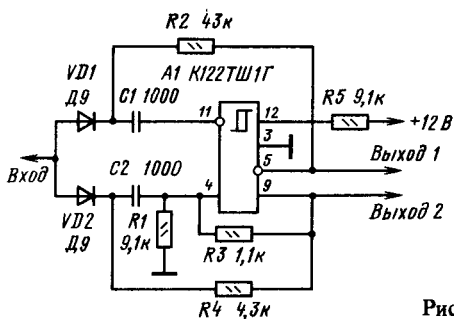 R2 43к
VD1
Д9
C1 1000
A1 К122ТШ1Г
11
12
R5 9,1к
+12 В
3
5
Выход 1
Вход
C2 1000
4
9
Выход 2
VD2
Д9
R1
9,1к
R3 1,1к
R4 4,3к
Рис